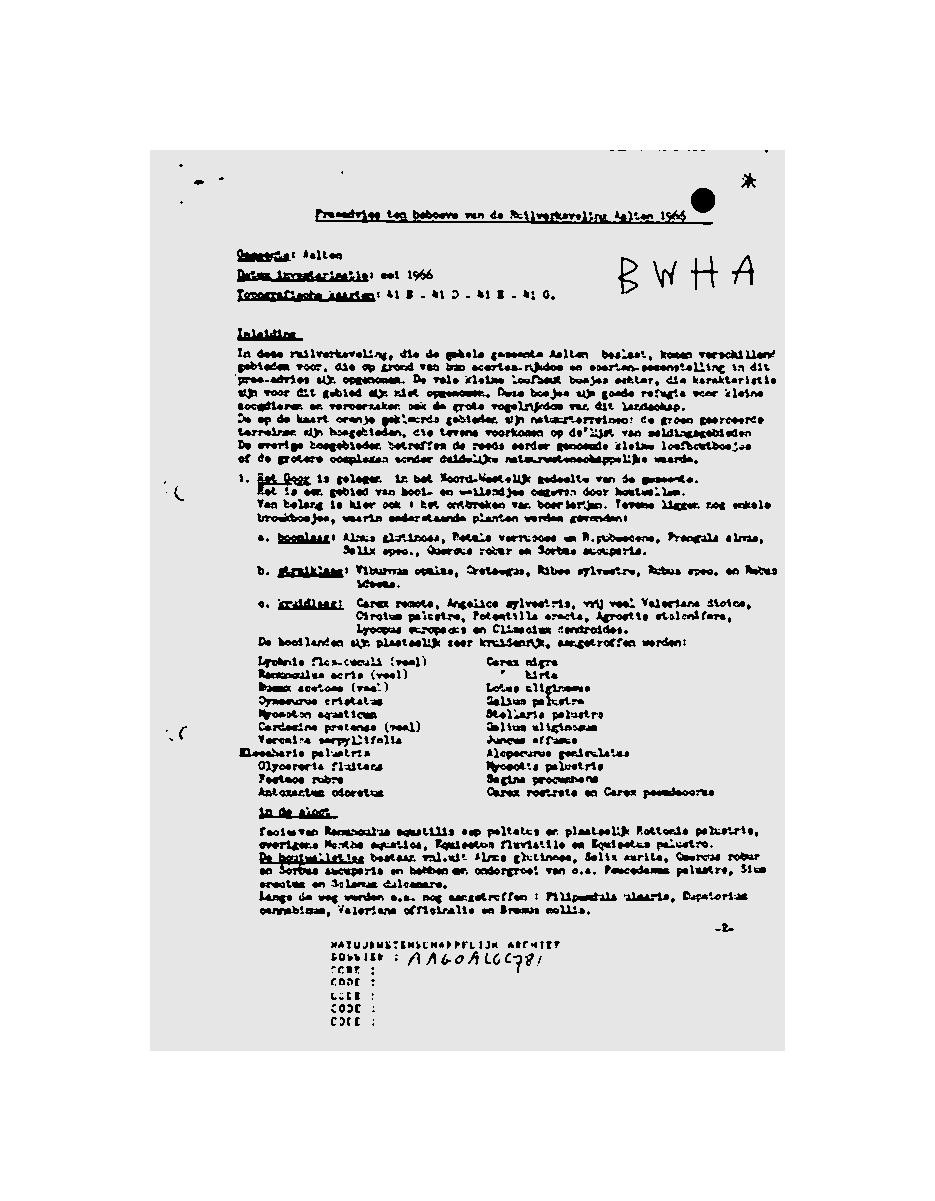 Preeadvies ten behoeve van de Ruilverkaveling Aalten 1966
Gemeente: Aalten
BWHA
Datum inventarisatie: mei 1966
Topografische kaarten: 41 B - 41 D - 41 E - 41 G.
Inleiding
In deze ruilverkaveling, die de gehele gemeente Aalten beslaat, komen verschillend
gebieden voor, die op grond van hun soorten-rijkdom en soorten-samenstelling in dit
pree-advies zijn opgenomen. De vele kleine loofhout bosjes echter, die karakteristie
zijn voor dit gebied zijn niet opgenomen. Deze bosjes zijn goede refugia voor kleine
zoogdieren en veroorzaken ook de grote vogelrijkdom van dit landschap.
De op de kaart oranje gekleurde gebieden zijn natuurterreinen: de groen gearceerde
terreinen zijn bosgebieden, die tevens voorkomen op de lijst van meldingsgebieden
De overige bosgebieden betreffen de reeds eerder genoemde kleine loofhoutbosjes
of de grotere complexen zonder duidelijke natuurwetenschappelijke waarde.
1. Het Goor is gelegen in het Noord-Westelijk gedeelte van de gemeente.
Het is een gebied van hooi- en weilandjes omgeven door houtwallen.
Van belang is hier ook : het ontbreken van boerderijen. Tevens liggen nog enkele
broekbosjes, waarin onderstaande planten werden gevonden:
a. boomlaag: Alnus glutinosa, Betula verrucosa en B.pubescens, Frangula alnus,
Salix spec., Quercus robur en Sorbus aucuparia.
b. struiklaag: Viburnum opulus, Crataegus, Ribes sylvestre, Rubus spec. en Rubus
idaeus.
c. kruidlaag: Carex remota, Angelica sylvestris, vrij veel Valeriana dioica,
Cirsium palustre, Potentilla erecta, Agrostis stolonifera,
Lycopus europaeus en Climacium dendroides.
De hooilanden zijn plaatselijk zeer kruidenrijk, aangetroffen werden:
Lychnis flos-cuculi (veel) Carex nigra
Ranunculus acris (veel) " hirta
Rumex acetosa (veel) Lotus uliginosus
Cynosurus cristatus Galium palustre
Myosoton aquaticum Stellaria palustre
Cardamine pratensis (veel) Galium uliginosum
Veronica serpyllifolia Juncus effusus
Eleocharis palustris Alopecurus geniculatus
Glyceria fluitans Myosotis palustris
Festuca rubra Sagina procumbens
Antoxantum odoratum Carex rostrata en Carex pseudocyrus
in de sloot
facies van Ranunculus aquatilis ssp peltatus en plaatselijk Hottonia palustris,
overigens Mentha aquatica, Equisetum fluviatile en Equisetum palustre.
De houtwalletjes bestaan vnl.uit Alnus glutinosa, Salix aurita, Quercus robur
en Sorbus aucuparia en hebben een ondergroei van o.a. Peucedanum palustre, Sium
erectum en Solanum dulcamara.
Langs de weg werden o.a. nog aangetroffen : Filipendula ulmaria, Eupatorium
cannabinum, Valeriana officinalis en Bromus mollis.
-2-
NATUURWETENSCHAPPELIJK ARCHIEF
DOSSIER :
CODE :
CODE :
CODE :
CODE :
CODE :